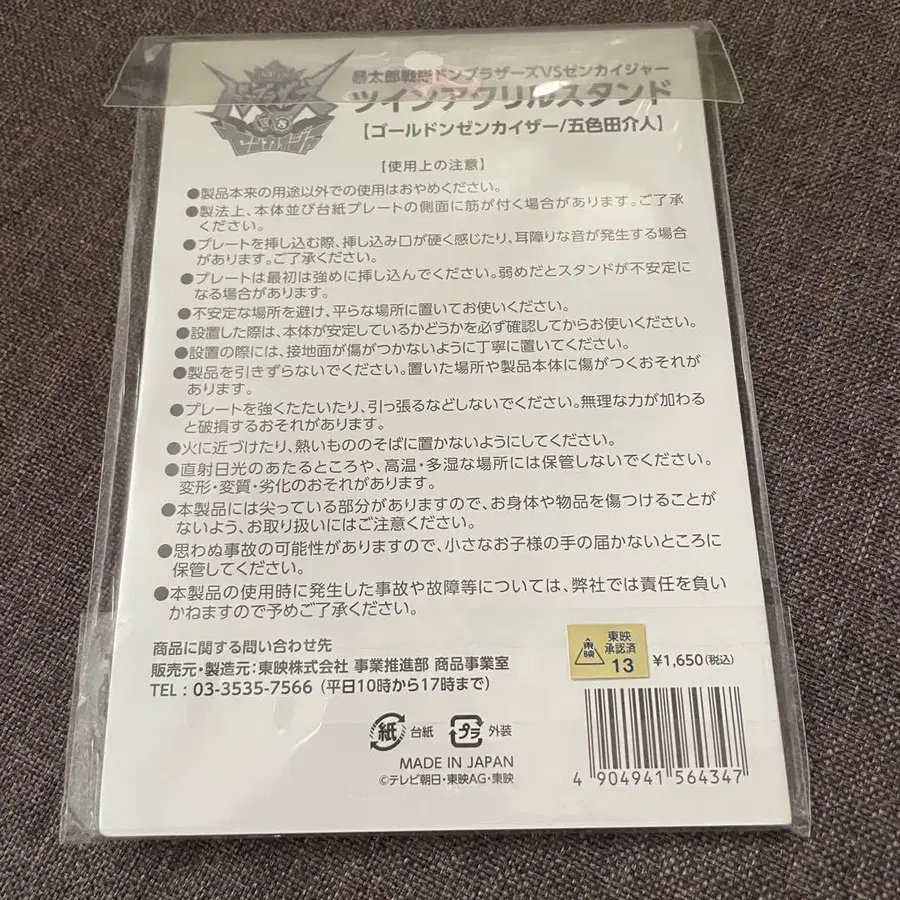 暴太郎戦隊ドンブラザーズVSゼンカイジャー
ツインアクリルスタンド
【ゴールドンゼンカイザー/五色田介人】
VS
ゼンカイジャー
【使用上の注意】
●製品本来の用途以外での使用はおやめください。
●製法上、本体並び台紙プレートの側面に筋が付く場合があります。ご了承
ください。
●プレートを挿し込む際、挿し込み口が硬く感じたり、耳障りな音が発生する場合
があります。ご了承ください。
●プレートは最初は強めに挿し込んでください。弱めだとスタンドが不安定に
なる場合があります。
●不安定な場所を避け、平らな場所に置いてお使いください。
●設置した際は、本体が安定しているかどうかを必ず確認してからお使いください。
●設置の際には、接地面が傷がつかないように丁寧に置いてください。
●製品を引きずらないでください。置いた場所や製品本体に傷がつくおそれが
あります。
●プレートを強くたたいたり、引っ張るなどしないでください。無理な力が加わる
と破損するおそれがあります。
●火に近づけたり、熱いもののそばに置かないようにしてください。
●直射日光のあたるところや、高温・多湿な場所には保管しないでください。
変形・変質・劣化のおそれがあります。
●本製品には尖っている部分がありますので、お身体や物品を傷つけることが
ないよう、お取り扱いにはご注意ください。
●思わぬ事故の可能性がありますので、小さなお子様の手の届かないところに
保管してください。
●本製品の使用時に発生した事故や故障等については、弊社では責任を負い
かねますので予めご了承ください。
商品に関する問い合わせ先
販売元・製造元:東映株式会社 事業推進部 商品事業室
TEL : 03-3535-7566 (平日10時から17時まで)
東映
東映
承認済
13
¥1,650(税込)
紙 台紙 プラ 外装
MADE IN JAPAN
©テレビ朝日・東映AG・東映
4 904941 564347